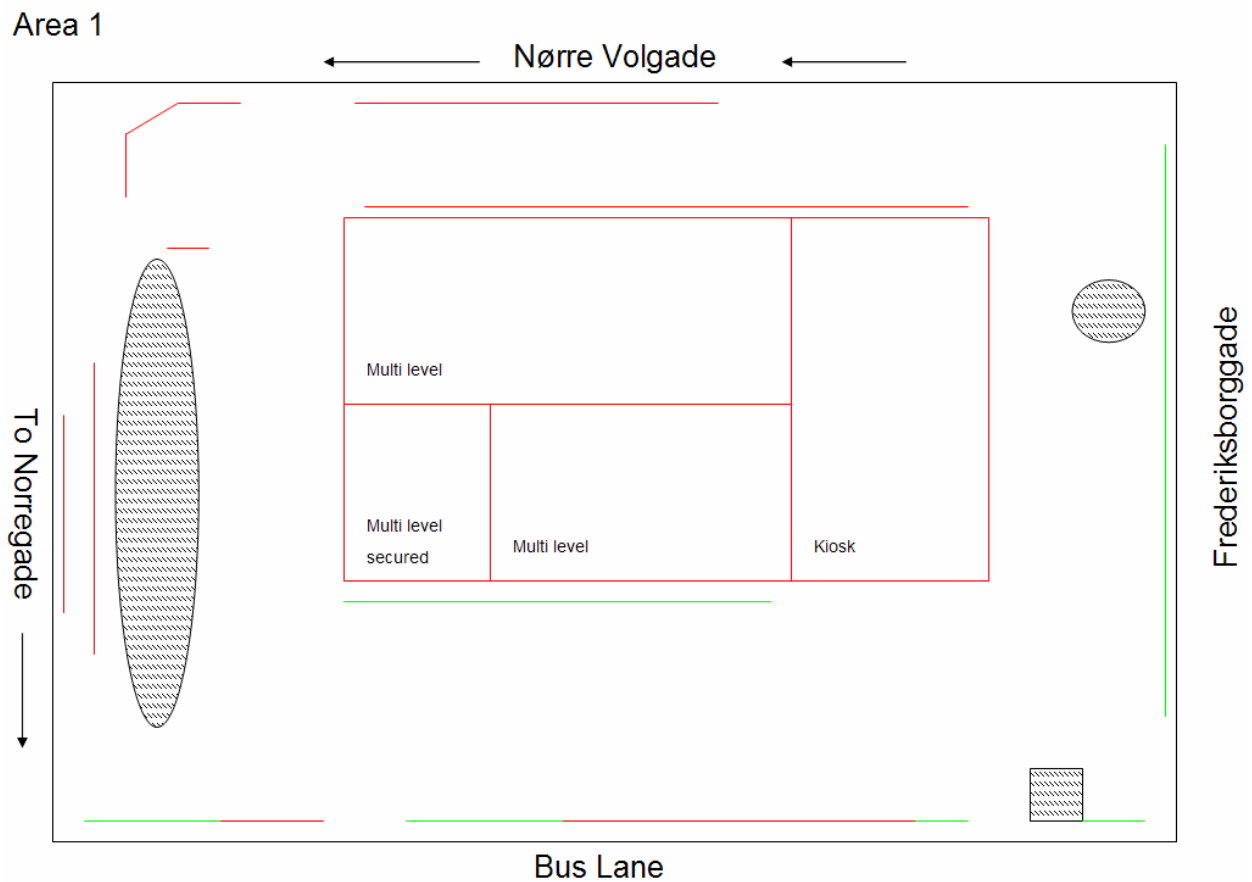 Area 1
Nørre Volgade
Multi level
To Norregade
Frederiksborggade
Multi level
secured
Multi level
Kiosk
Bus Lane